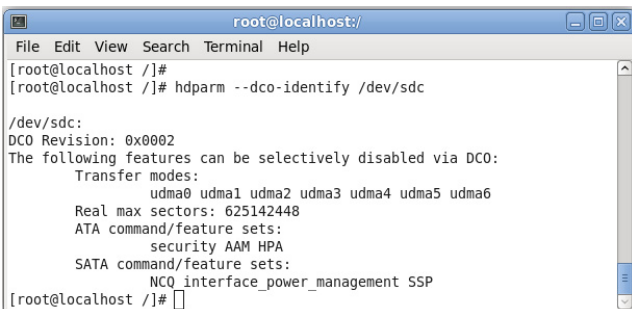 root@localhost:/
File Edit View Search Terminal Help
[root@localhost /]#
[root@localhost /]# hdparm --dco-identify /dev/sdc
/dev/sdc:
DCO Revision: 0x0002
The following features can be selectively disabled via DCO:
Transfer modes:
udma0 udma1 udma2 udma3 udma4 udma5 udma6
Real max sectors: 625142448
ATA command/feature sets:
security AAM HPA
SATA command/feature sets:
NCQ interface_power_management SSP
[root@localhost /]#